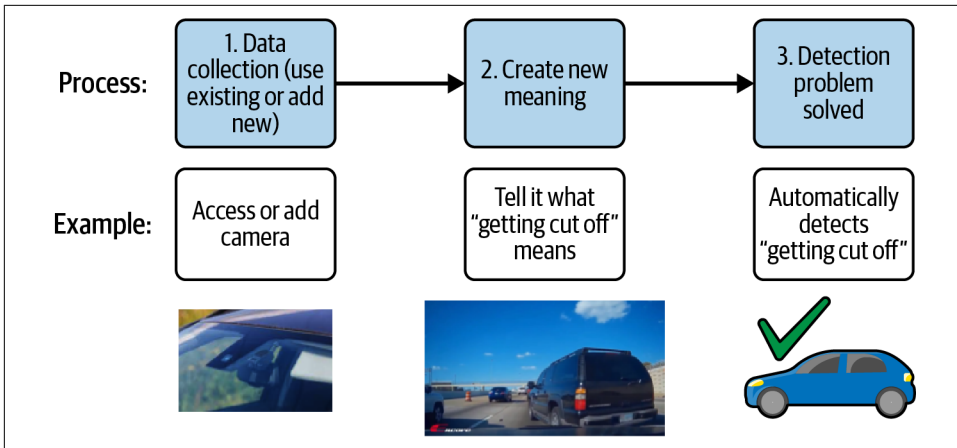 Process:
1. Data
collection (use
existing or add
new)
2. Create new
meaning
3. Detection
problem
solved
Example:
Access or add
camera
Tell it what
“getting cut off”
means
Automatically
detects
“getting cut off”